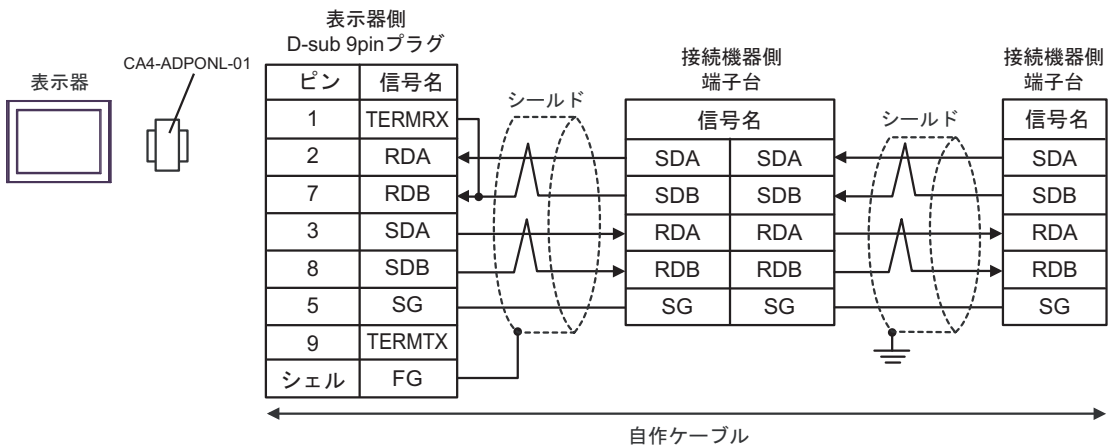 表示器
CA4-ADPONL-01
表示器側
D-sub 9pinプラグ
ピン 信号名
1 TERMRX
2 RDA
7 RDB
3 SDA
8 SDB
5 SG
9 TERMTX
シェル FG
シールド
接続機器側
端子台
信号名
SDA SDA
SDB SDB
RDA RDA
RDB RDB
SG SG
シールド
接続機器側
端子台
信号名
SDA
SDB
RDA
RDB
SG
自作ケーブル